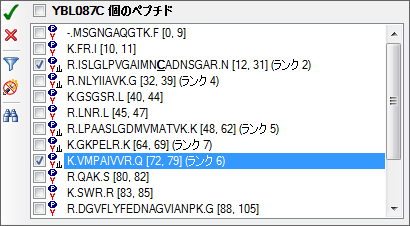 YBL087C 個のペプチド
-.MSGNGAQGTK.F [0, 9]
K.FR.I [10, 11]
R.ISLGLPVGAIMNCADNSGAR.N [12, 31] (ランク 2)
R.NLYIIAVK.G [32, 39] (ランク 4)
K.GSGSR.L [40, 44]
R.LNR.L [45, 47]
R.LPAASLGDMVMATVK.K [48, 62] (ランク 5)
K.GKPELR.K [64, 69] (ランク 7)
K.VMPAIVVR.Q [72, 79] (ランク 6)
R.QAK.S [80, 82]
K.SWR.R [83, 85]
R.DGVFLYFEDNAGVIANPK.G [88, 105]